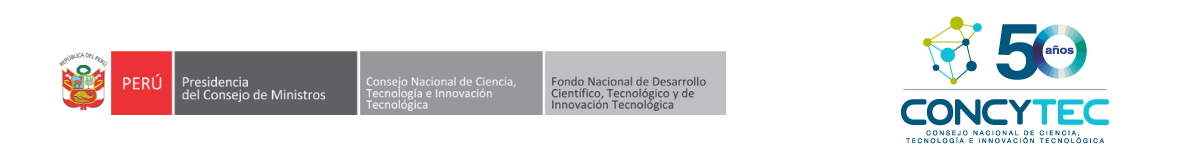 REPÚBLICA DEL PERÚ
PERÚ
Presidencia
del Consejo de Ministros
Consejo Nacional de Ciencia,
Tecnología e Innovación
Tecnológica
Fondo Nacional de Desarrollo
Científico, Tecnológico y de
Innovación Tecnológica
50
años
CONCYTEC
CONSEJO NACIONAL DE CIENCIA,
TECNOLOGÍA E INNOVACIÓN TECNOLÓGICA